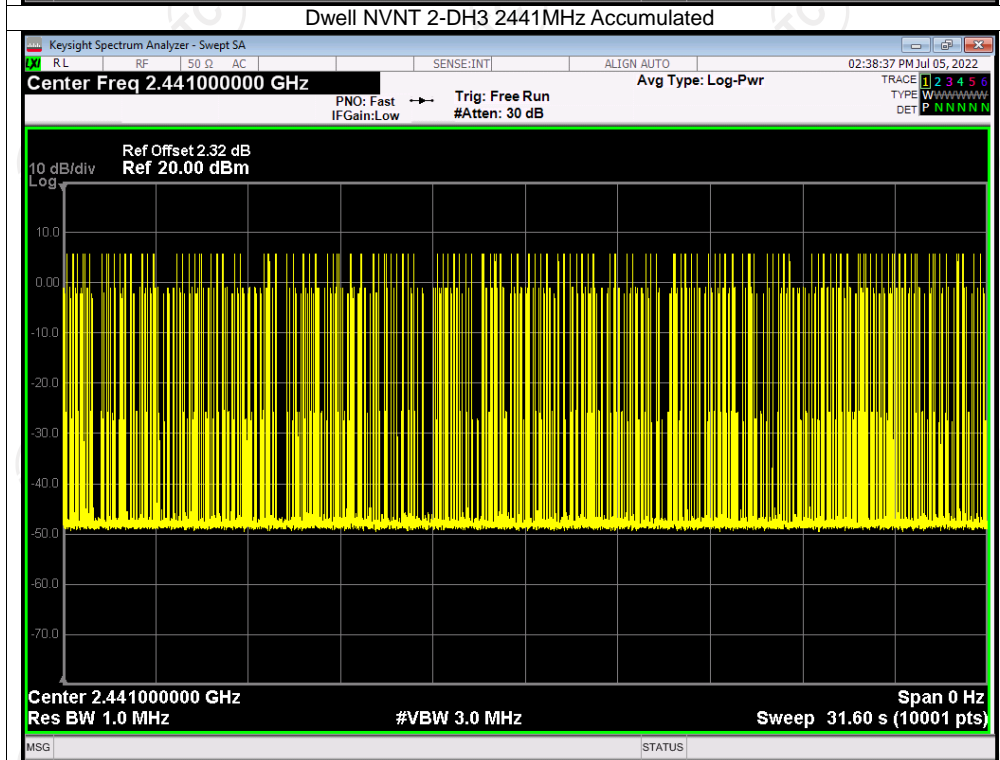 Dwell NVNT 2-DH3 2441MHz Accumulated
Keysight Spectrum Analyzer - Swept SA
LXI RL RF 50 Ω AC SENSE:INT ALIGN AUTO 02:38:37 PM Jul 05, 2022
Center Freq 2.441000000 GHz Avg Type: Log-Pwr TRACE 1 2 3 4 5 6
PNO: Fast Trig: Free Run TYPE W
IFGain:Low #Atten: 30 dB DET P N N N N N
Ref Offset 2.32 dB
10 dB/div Ref 20.00 dBm
Log
10.0
0.00
-10.0
-20.0
-30.0
-40.0
-50.0
-60.0
-70.0
Center 2.441000000 GHz Span 0 Hz
Res BW 1.0 MHz #VBW 3.0 MHz Sweep 31.60 s (10001 pts)
MSG STATUS